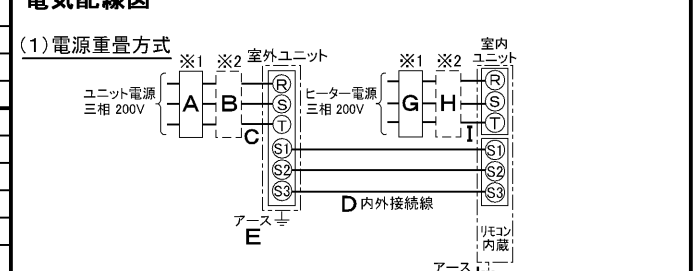 電気配線図
(1)電源重畳方式
※1 ※2 室外ユニット
ユニット電源
三相 200V
A B C
R
S
T
S1
S2
S3
アース
E
D 内外接続線
※1 ※2 室内
ユニット
ヒーター電源
三相 200V
G H I
R
S
T
S1
S2
S3
リモコン
内蔵
アース